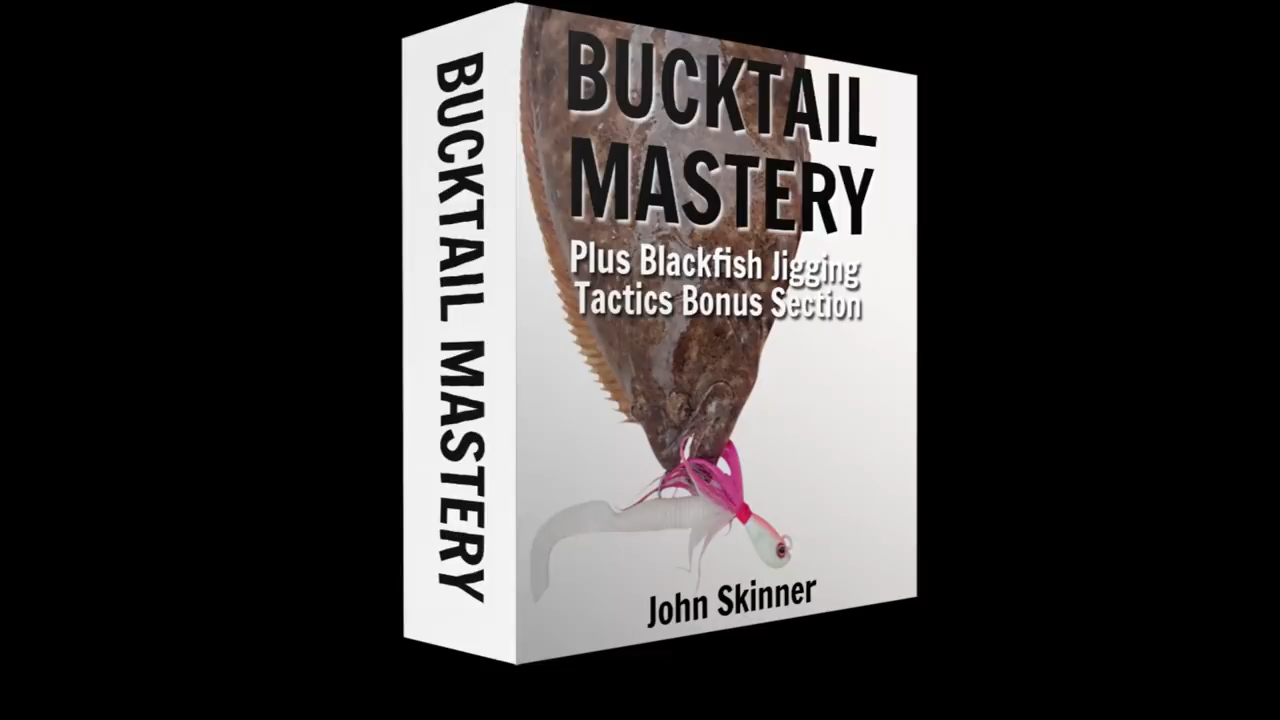 BUCKTAIL MASTERY
BUCKTAIL
MASTERY
Plus Blackfish Jigging
Tactics Bonus Section
John Skinner